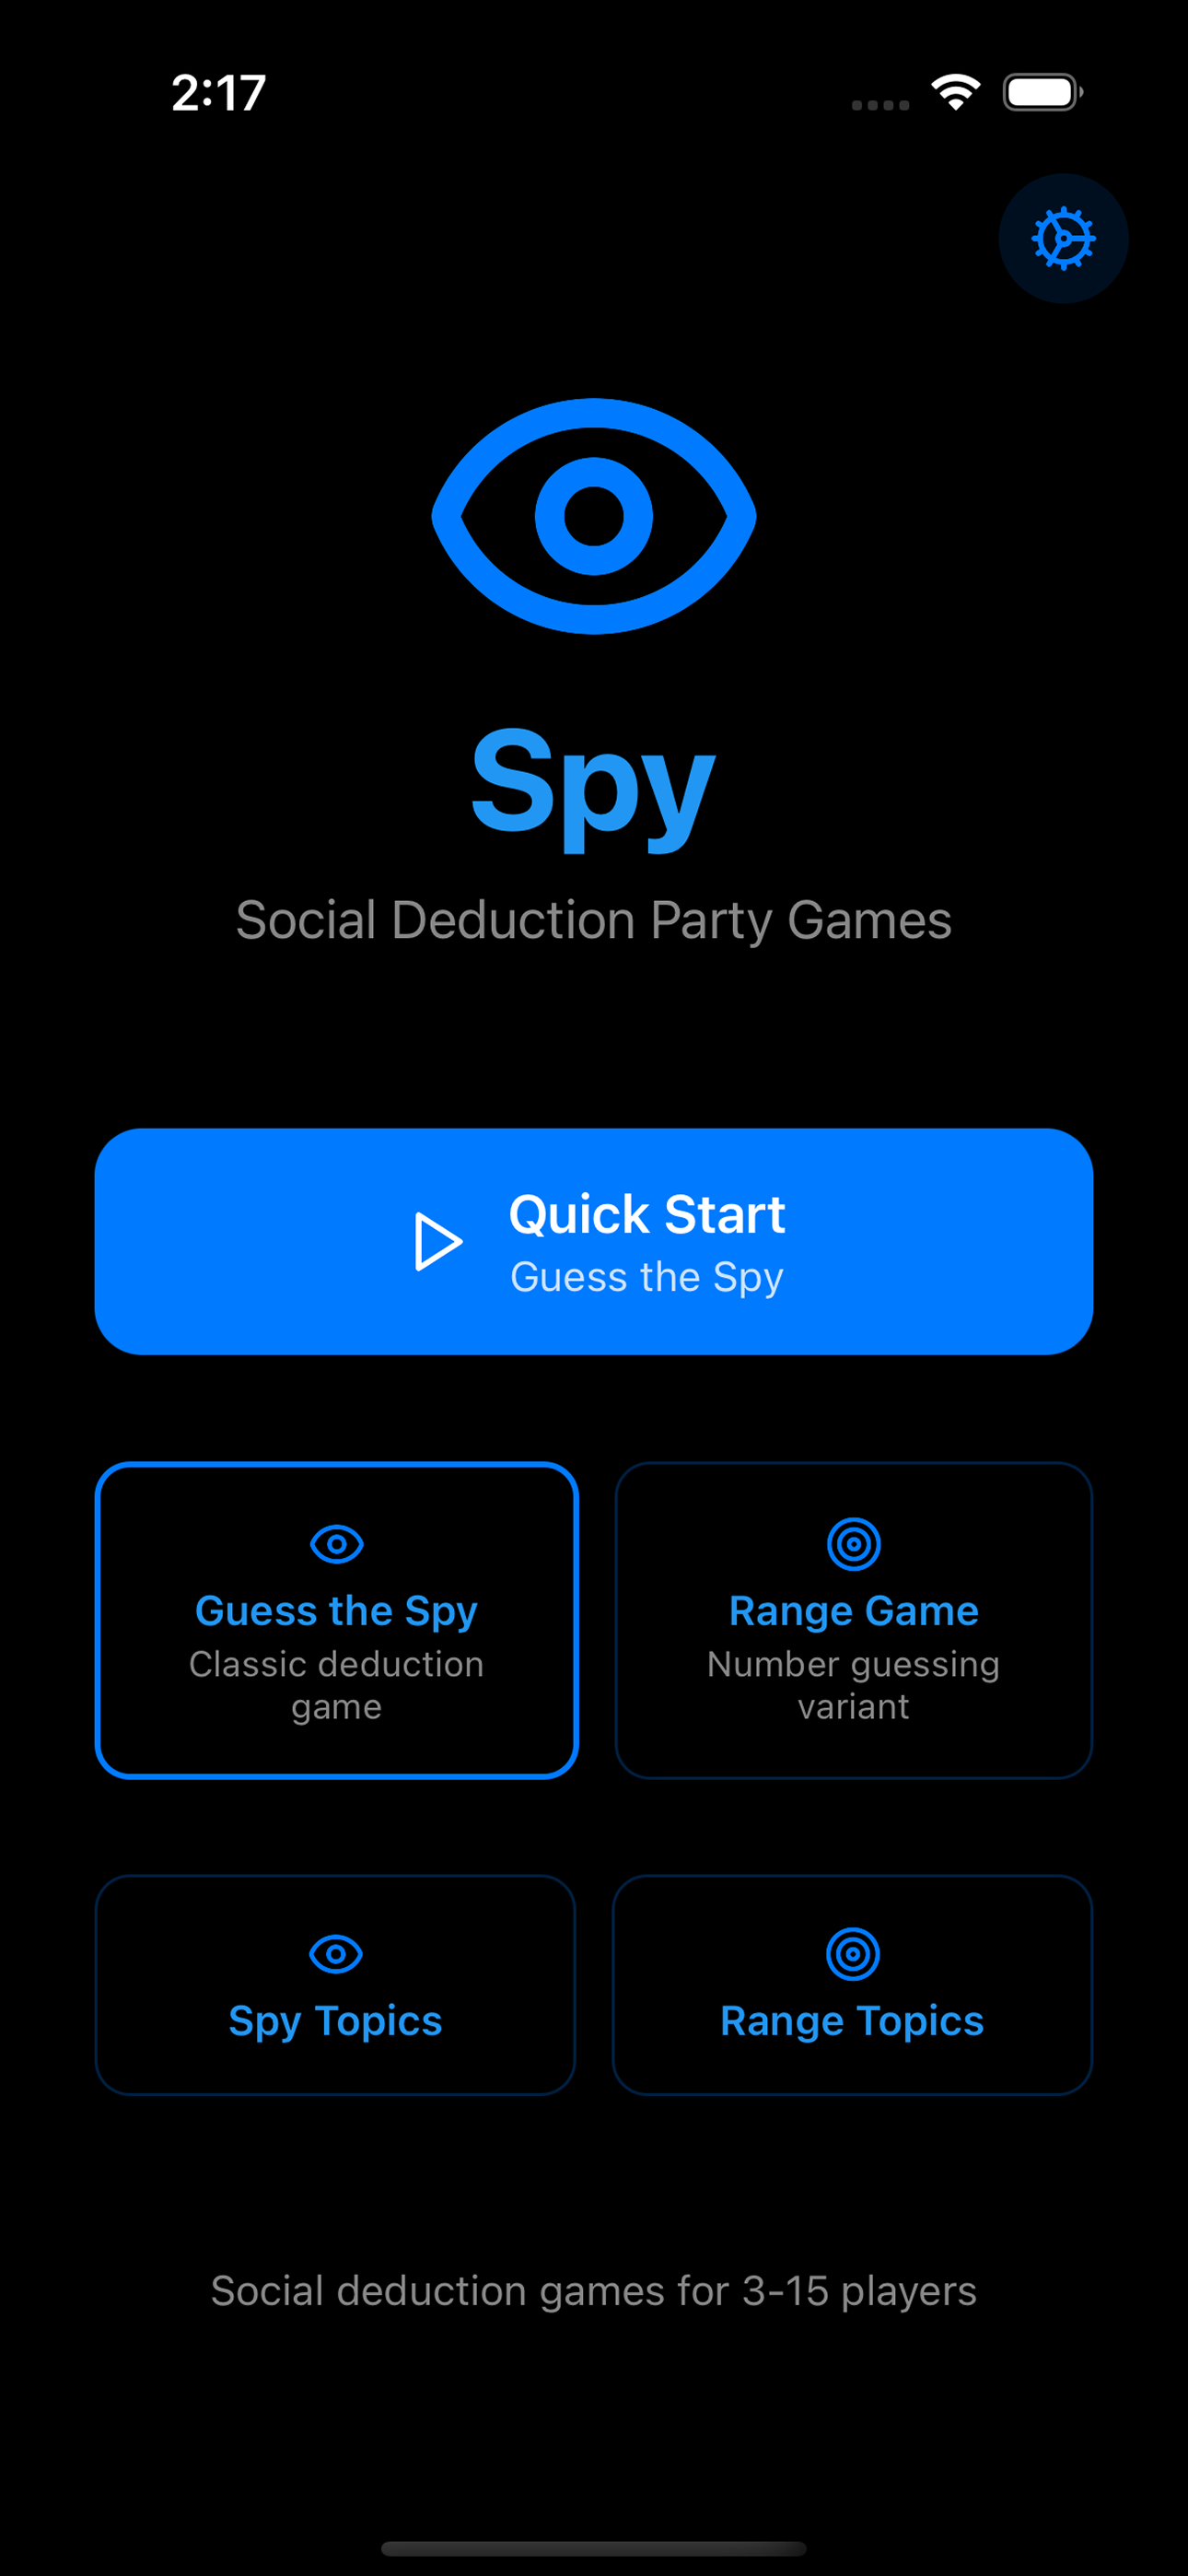 2:17
Spy
Social Deduction Party Games
Quick Start
Guess the Spy
Guess the Spy
Classic deduction
game
Range Game
Number guessing
variant
Spy Topics
Range Topics
Social deduction games for 3-15 players